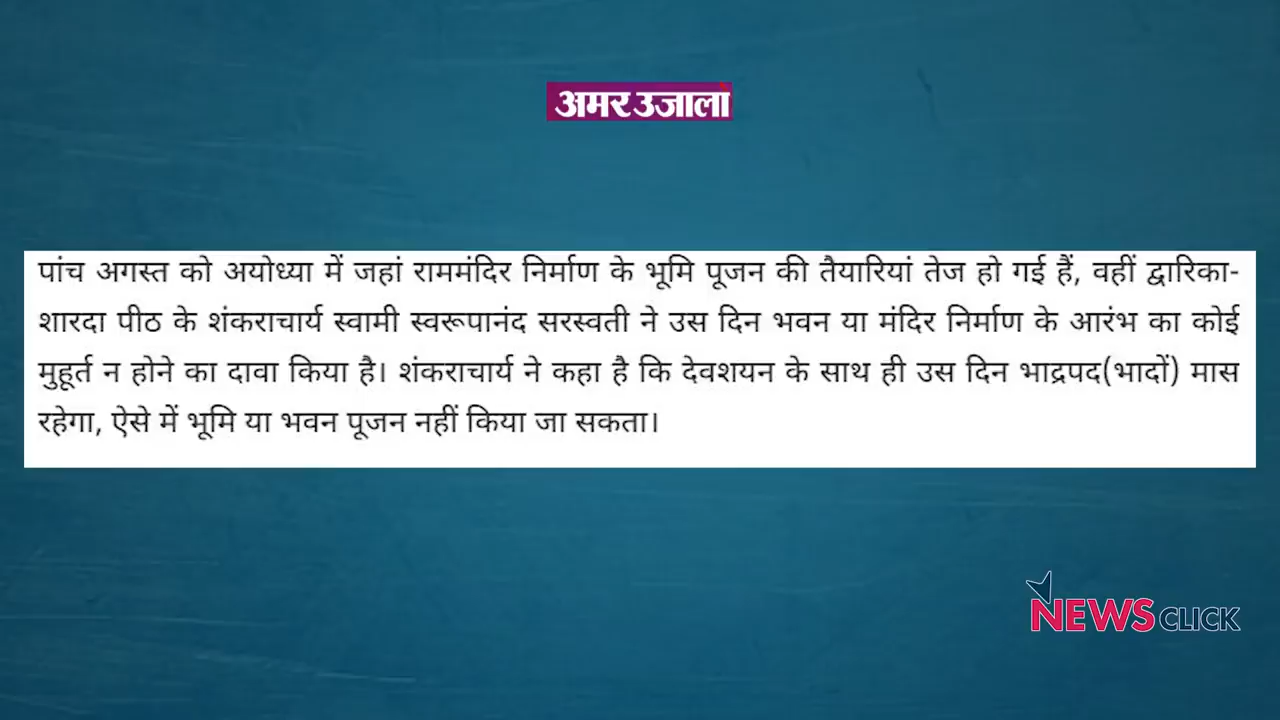 अमर उजाला
पांच अगस्त को अयोध्या में जहां राममंदिर निर्माण के भूमि पूजन की तैयारियां तेज हो गई हैं, वहीं द्वारिका-
शारदा पीठ के शंकराचार्य स्वामी स्वरूपानंद सरस्वती ने उस दिन भवन या मंदिर निर्माण के आरंभ का कोई
मुहूर्त न होने का दावा किया है। शंकराचार्य ने कहा है कि देवशयन के साथ ही उस दिन भाद्रपद(भादों) मास
रहेगा, ऐसे में भूमि या भवन पूजन नहीं किया जा सकता।
NEWSCLICK